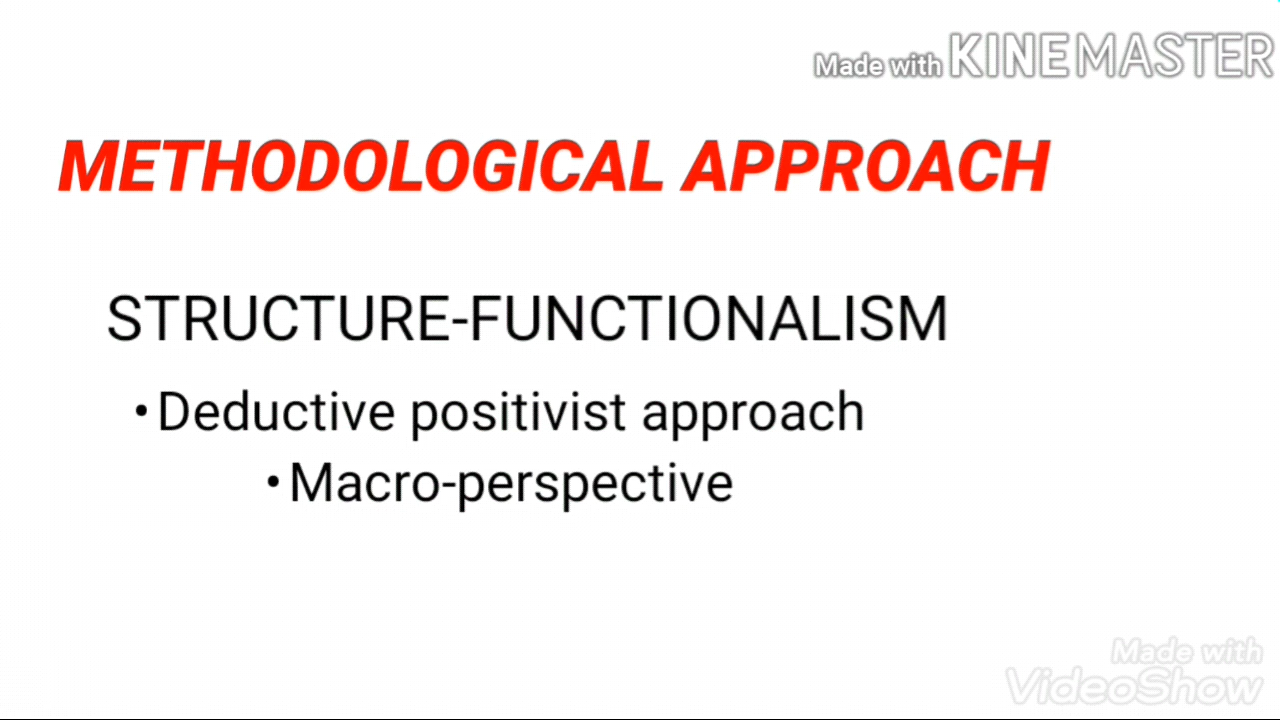 Made with KINEMASTER
METHODOLOGICAL APPROACH
STRUCTURE-FUNCTIONALISM
•Deductive positivist approach
•Macro-perspective
Made with
VideoShow